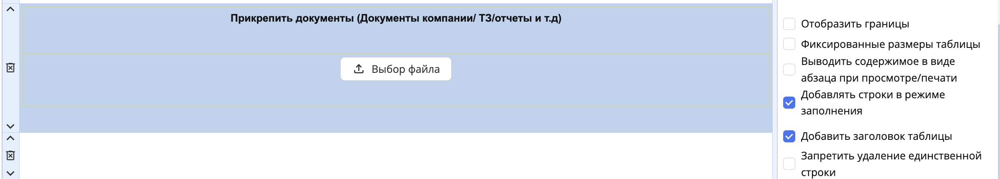 Прикрепить документы (Документы компании/ ТЗ/отчеты и т.д)
Выбор файла
Отобразить границы
Фиксированные размеры таблицы
Выводить содержимое в виде
абзаца при просмотре/печати
Добавлять строки в режиме
заполнения
Добавить заголовок таблицы
Запретить удаление единственной
строки